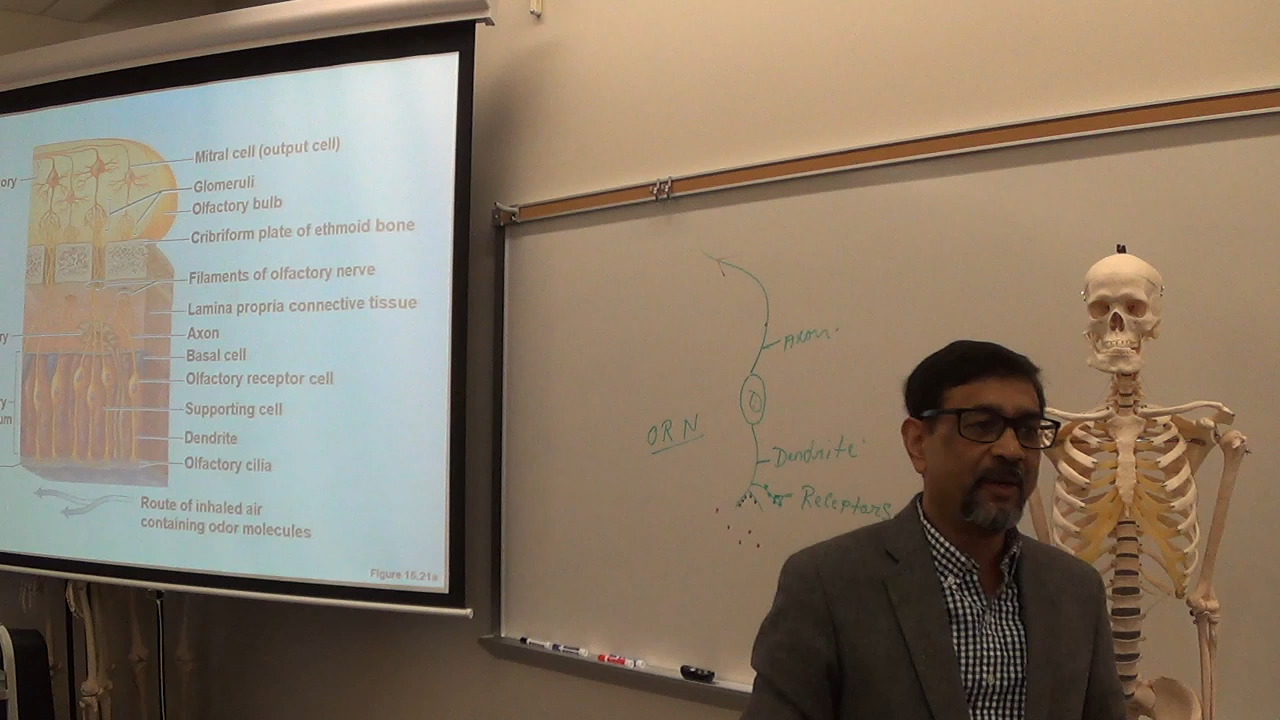 Mitral cell (output cell)
Glomeruli
Olfactory bulb
Cribriform plate of ethmoid bone
Filaments of olfactory nerve
Lamina propria connective tissue
Axon
Basal cell
Olfactory receptor cell
Supporting cell
Dendrite
Olfactory cilia
Route of inhaled air
containing odor molecules
Figure 15.21a
Axon
ORN
Dendrite
Receptors